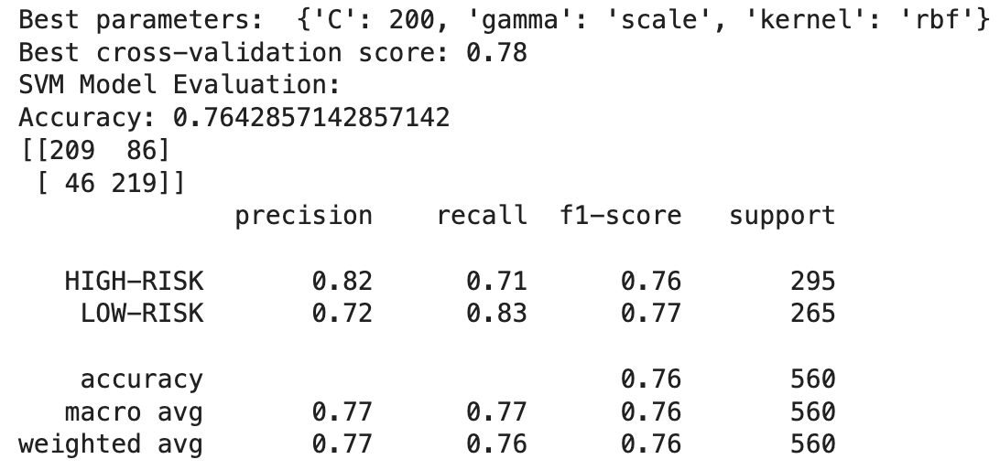 Best parameters:  {'C': 200, 'gamma': 'scale', 'kernel': 'rbf'}
Best cross-validation score: 0.78
SVM Model Evaluation:
Accuracy: 0.7642857142857142
[[209  86]
 [ 46 219]]
              precision    recall  f1-score   support

   HIGH-RISK       0.82      0.71      0.76       295
    LOW-RISK       0.72      0.83      0.77       265

    accuracy                           0.76       560
   macro avg       0.77      0.77      0.76       560
weighted avg       0.77      0.76      0.76       560